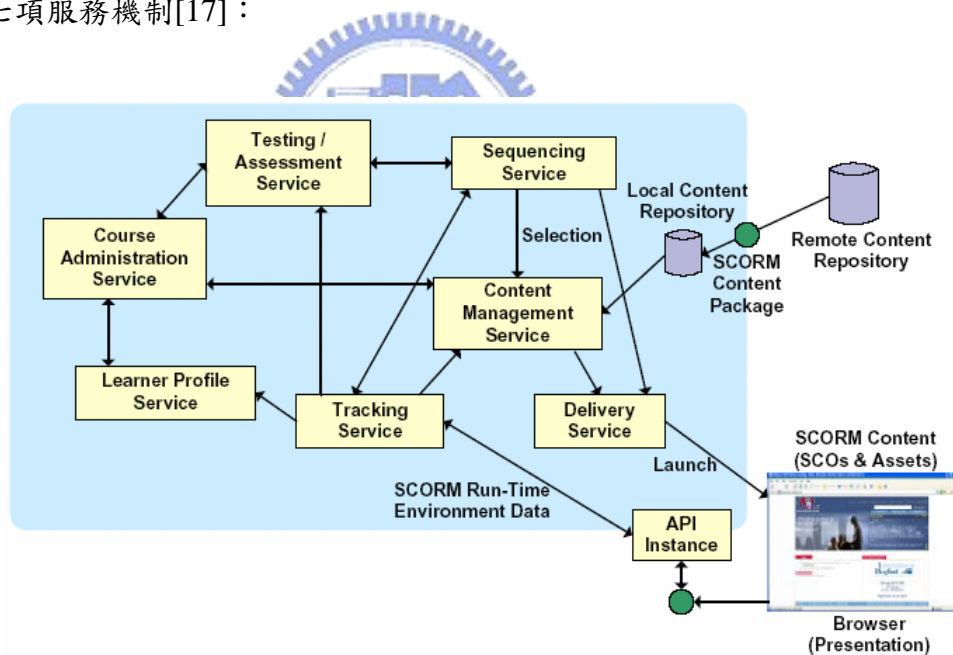 七項服務機制[17]：
Testing /
Assessment
Service
Sequencing
Service
Local Content
Repository
Remote Content
Repository
Course
Administration
Service
Selection
SCORM
Content
Package
Content
Management
Service
Learner Profile
Service
Tracking
Service
Delivery
Service
SCORM Content
(SCOs & Assets)
Launch
SCORM Run-Time
Environment Data
API
Instance
Browser
(Presentation)